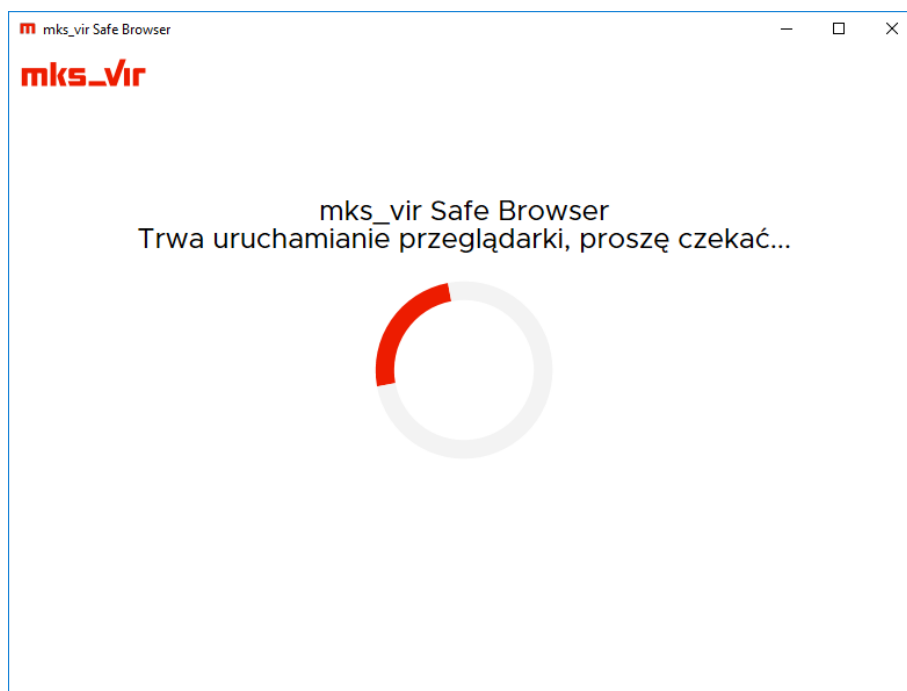 mks_vir Safe Browser
mks_vir
mks_vir Safe Browser
Trwa uruchamianie przeglądarki, proszę czekać...